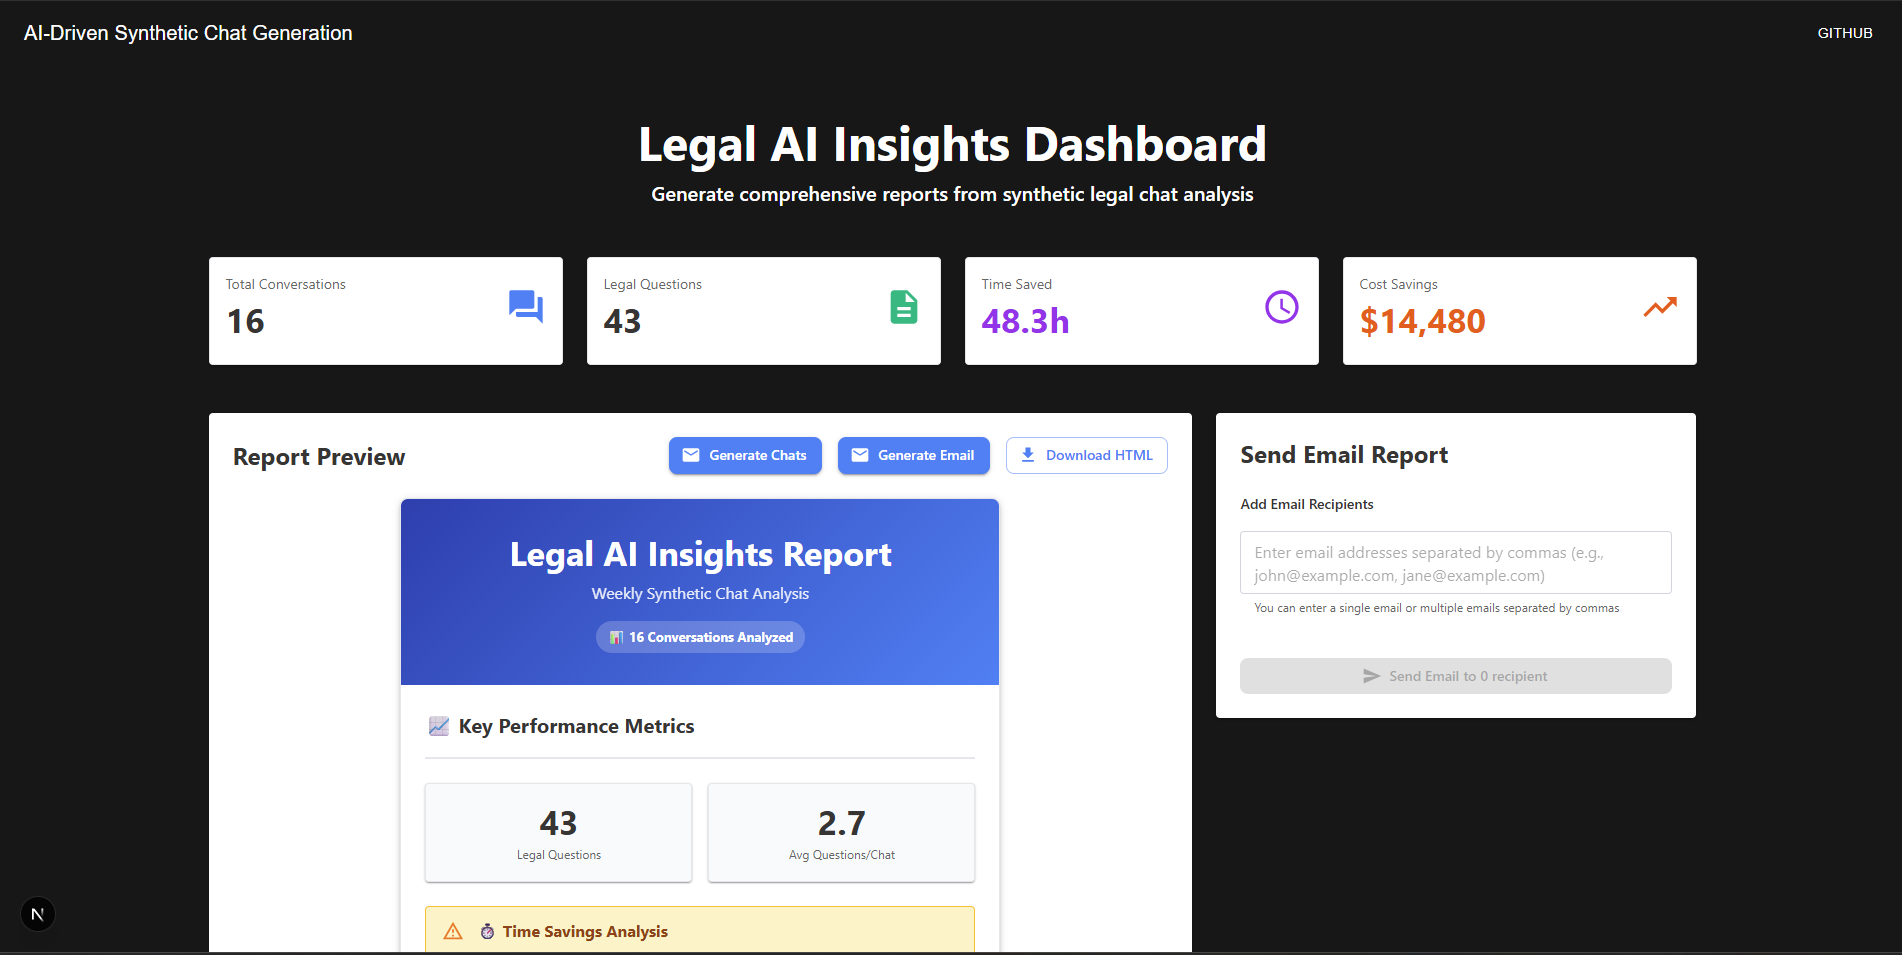 AI-Driven Synthetic Chat Generation
GITHUB
Legal AI Insights Dashboard
Generate comprehensive reports from synthetic legal chat analysis
Total Conversations
16
Legal Questions
43
Time Saved
48.3h
Cost Savings
$14,480
Report Preview
Generate Chats
Generate Email
Download HTML
Legal AI Insights Report
Weekly Synthetic Chat Analysis
📊 16 Conversations Analyzed
📈 Key Performance Metrics
43
Legal Questions
2.7
Avg Questions/Chat
⏱️ Time Savings Analysis
Send Email Report
Add Email Recipients
Enter email addresses separated by commas (e.g.,
john@example.com, jane@example.com)
You can enter a single email or multiple emails separated by commas
Send Email to 0 recipient
N